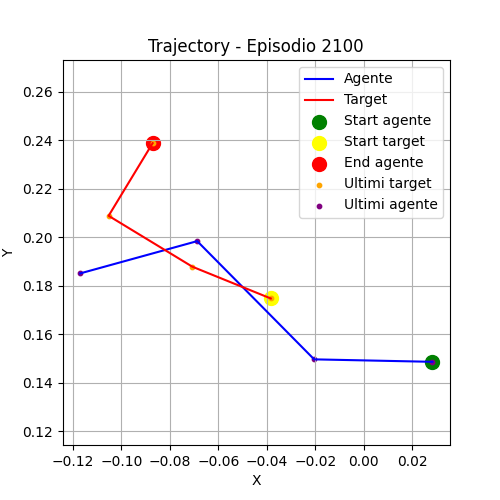 Trajectory - Episodio 2100
Agente
Target
Start agente
Start target
End agente
Ultimi target
Ultimi agente
0.26
0.24
0.22
0.20
0.18
0.16
0.14
0.12
Y
−0.12
−0.10
−0.08
−0.06
−0.04
−0.02
0.00
0.02
X